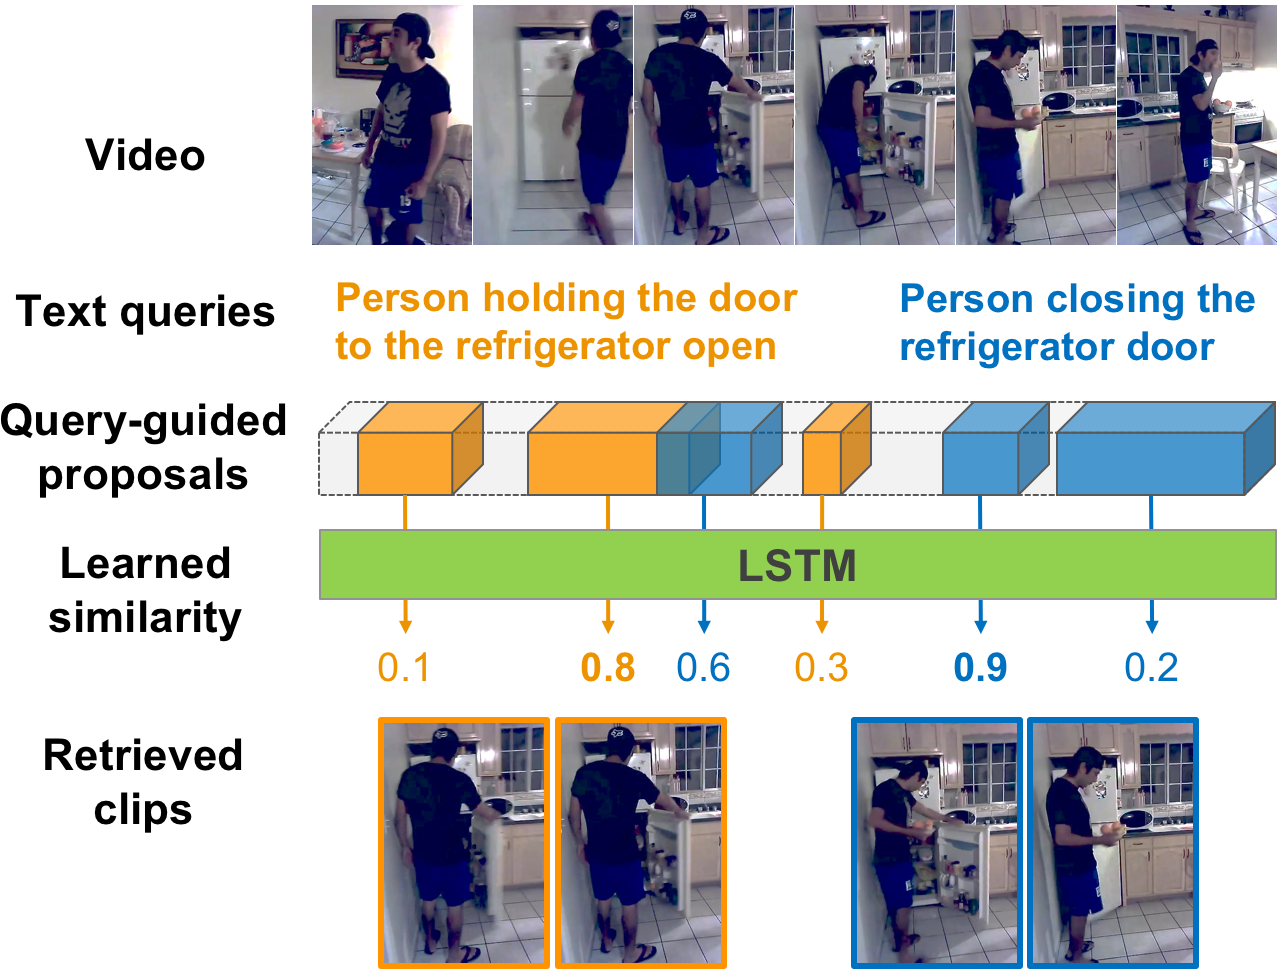 Video
Text queries
Person holding the door
to the refrigerator open
Person closing the
refrigerator door
Query-guided
proposals
Learned
similarity
LSTM
0.1
0.8
0.6
0.3
0.9
0.2
Retrieved
clips
15